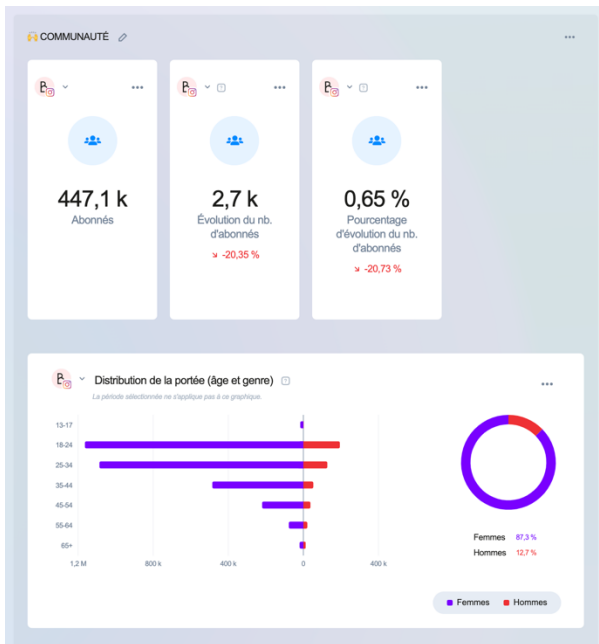 COMMUNAUTÉ
447,1 k
Abonnés
2,7 k
Évolution du nb.
d'abonnés
-20,35 %
0,65 %
Pourcentage
d'évolution du nb.
d'abonnés
-20,73 %
Distribution de la portée (âge et genre)
La période sélectionnée ne s'applique pas à ce graphique.
13-17
18-24
25-34
35-44
45-54
55-64
65+
1,2 M
800 k
400 k
0
400 k
Femmes 87,3 %
Hommes 12,7 %
Femmes Hommes